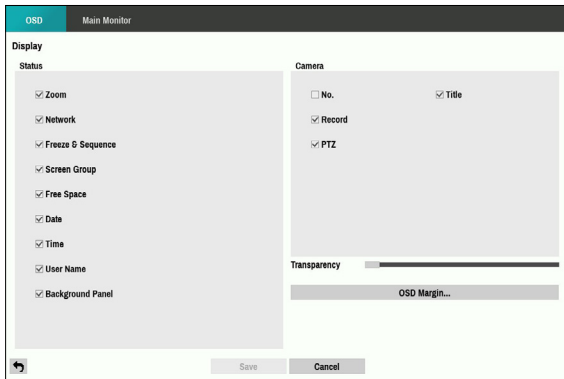 OSD Main Monitor
Display
Status
Zoom
Network
Freeze & Sequence
Screen Group
Free Space
Date
Time
User Name
Background Panel
Camera
No. Title
Record
PTZ
Transparency
OSD Margin...
Save Cancel